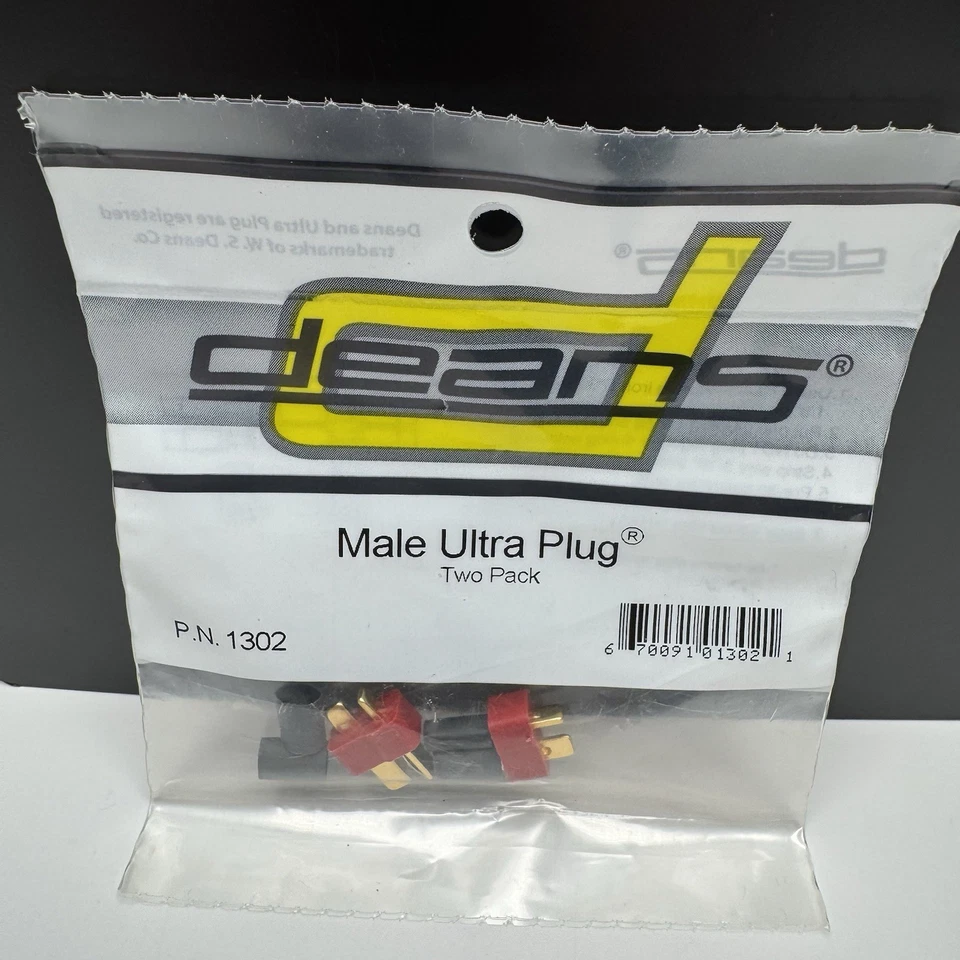 Deans and Ultra Plug are registered
trademarks of W. S. Deans Co.
deans®
deans®
Male Ultra Plug®
Two Pack
P.N. 1302
6 70091 01302 1